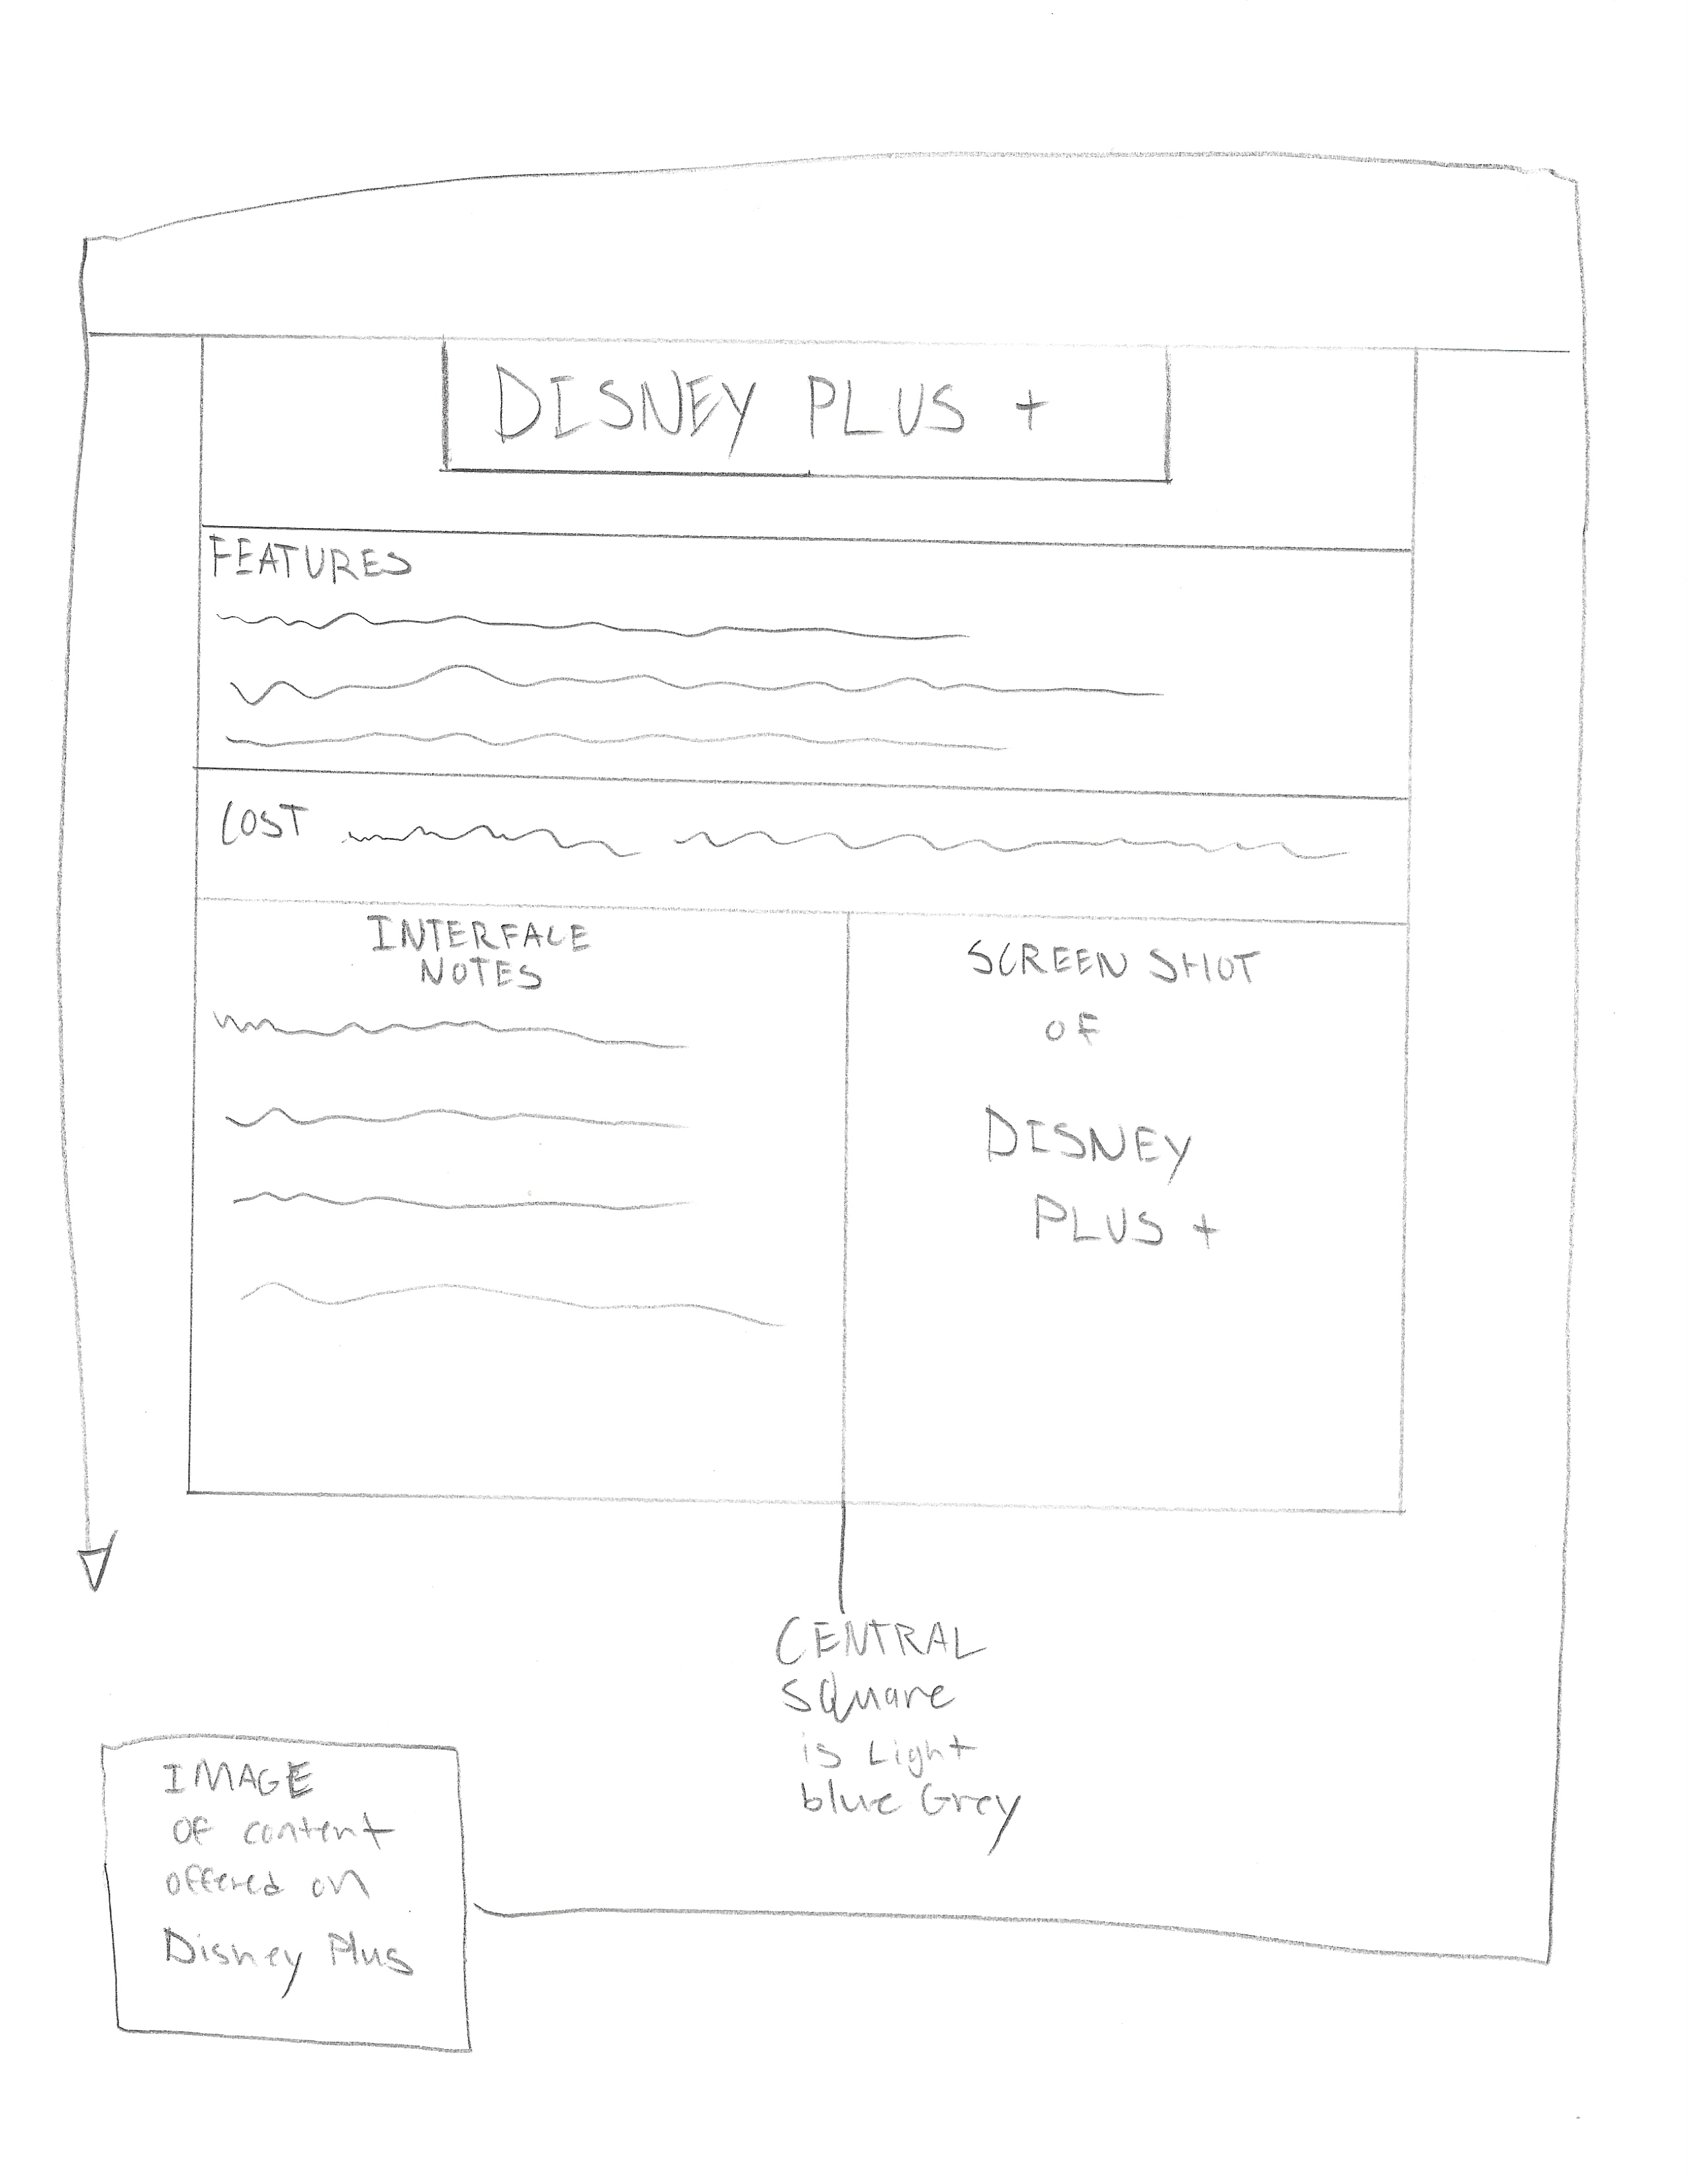 DISNEY PLUS +
FEATURES
COST
INTERFACE
NOTES
SCREEN SHOT
OF
DISNEY
PLUS +
CENTRAL
square
is Light
blue Grey
IMAGE
OF content
offered on
Disney Plus